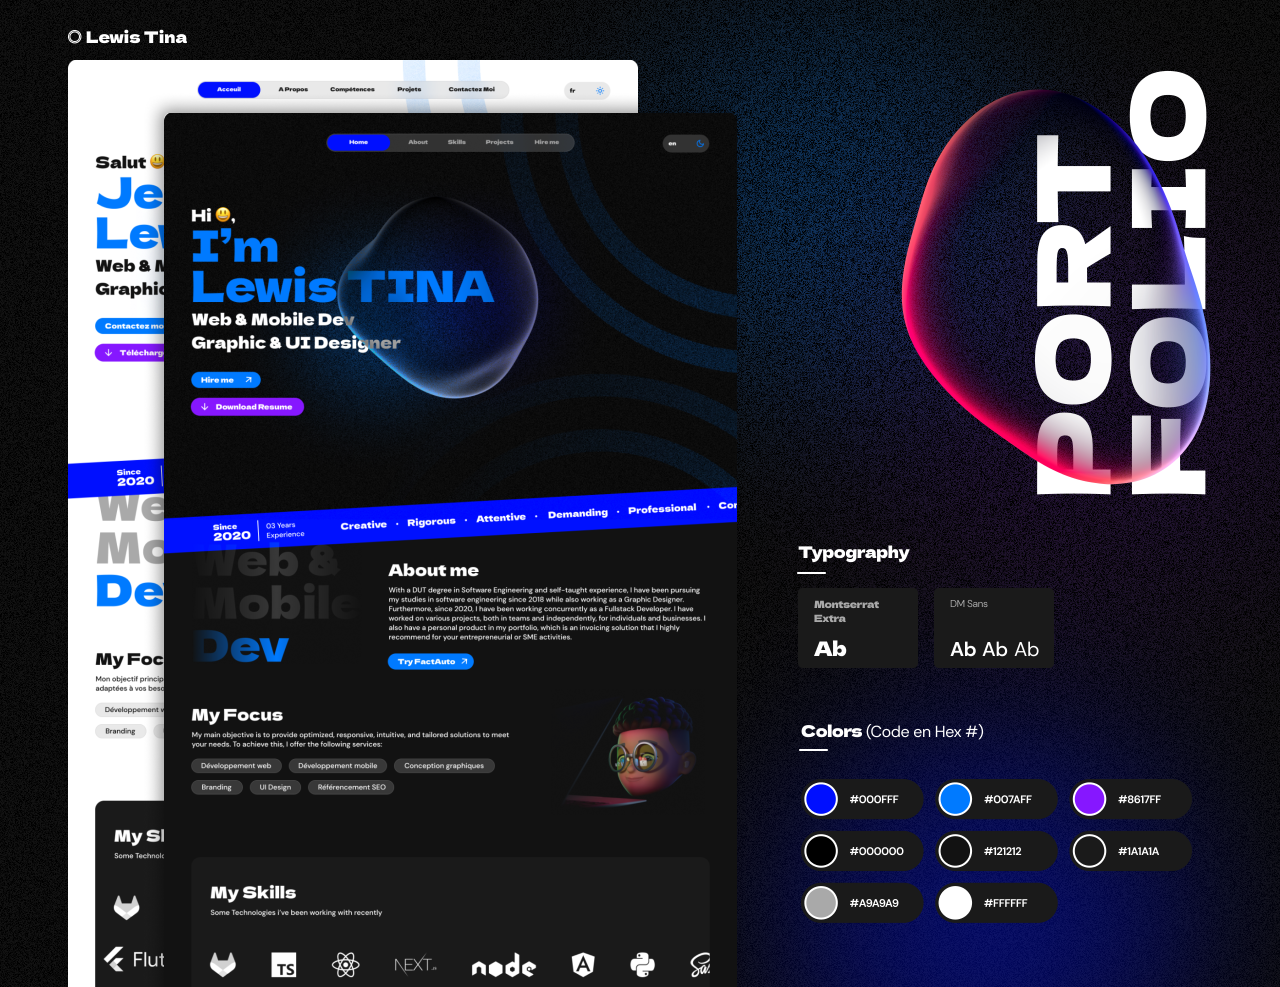 Lewis Tina
Acceuil
A Propos
Compétences
Projets
Contactez Moi
fr
Salut
Je
Lew
Web & M
Graphic
Contactez mo
Télécharg
Since
2020
We
Mo
Dev
My Foc
Mon objectif princip
adaptées à vos beso
Développement w
Branding
My Sk
Some Technolo
Flut
Home
About
Skills
Projects
Hire me
en
Hi 😃,
I'm
Lewis TINA
Web & Mobile Dev
Graphic & UI Designer
Hire me
Download Resume
Since
2020
03 Years
Experience
Creative · Rigorous · Attentive · Demanding · Professional · Cor
Web &
Mobile
Dev
About me
With a DUT degree in Software Engineering and self-taught experience, I have been pursuing
my studies in software engineering since 2018 while also working as a Graphic Designer.
Furthermore, since 2020, I have been working concurrently as a Fullstack Developer. I have
worked on various projects, both in teams and independently, for individuals and businesses. I
also have a personal product in my portfolio, which is an invoicing solution that I highly
recommend for your entrepreneurial or SME activities.
Try FactAuto
My Focus
My main objective is to provide optimized, responsive, intuitive, and tailored solutions to meet
your needs. To achieve this, I offer the following services:
Développement web
Développement mobile
Conception graphiques
Branding
UI Design
Référencement SEO
My Skills
Some Technologies I've been working with recently
TS
NEXT.JS
node
A
Sas
PORT
FOLIO
Typography
Montserrat
Extra
Ab
DM Sans
Ab Ab Ab
Colors (Code en Hex #)
#000FFF
#007AFF
#8617FF
#000000
#121212
#1A1A1A
#A9A9A9
#FFFFFF